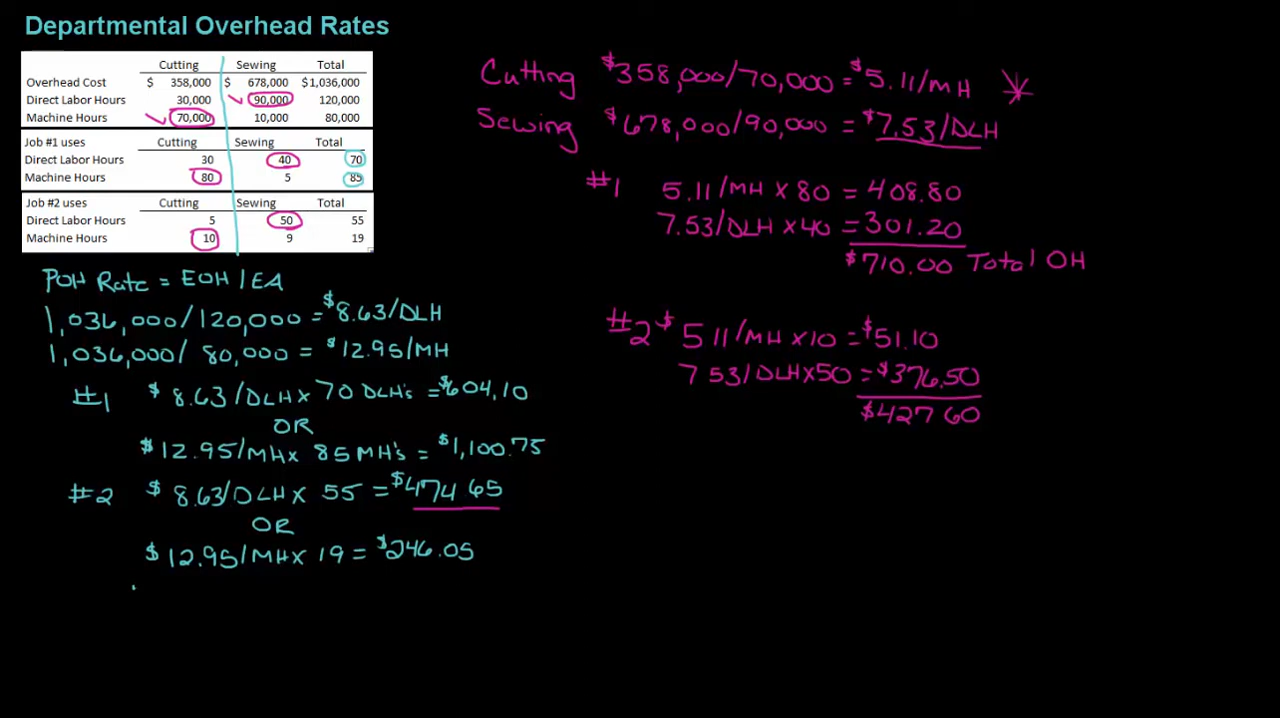 Departmental Overhead Rates
Cutting Sewing Total
Overhead Cost $ 358,000 $ 678,000 $1,036,000
Direct Labor Hours 30,000 90,000 120,000
Machine Hours 70,000 10,000 80,000
Job #1 uses Cutting Sewing Total
Direct Labor Hours 30 40 70
Machine Hours 80 5 85
Job #2 uses Cutting Sewing Total
Direct Labor Hours 5 50 55
Machine Hours 10 9 19
POH Rate = EOH / EA
1,036,000/120,000 = $8.63/DLH
1,036,000/ 80,000 = $12.95/MH
#1 $8.63/DLH x 70 DLH's = $604.10
OR
$12.95/MH x 85 MH's = $1,100.75
#2 $8.63/DLH x 55 = $474 65
OR
$12.95/MH x 19 = $246.05
Cutting $358,000/70,000 = $5.11/MH
Sewing $678,000/90,000 = $7.53/DLH
#1 5.11/MH x 80 = 408.80
7.53/DLH x 40 = 301.20
$710.00 Total OH
#2 $5 11/MH x 10 = $51.10
7 53/DLH x 50 = $376.50
$427 60